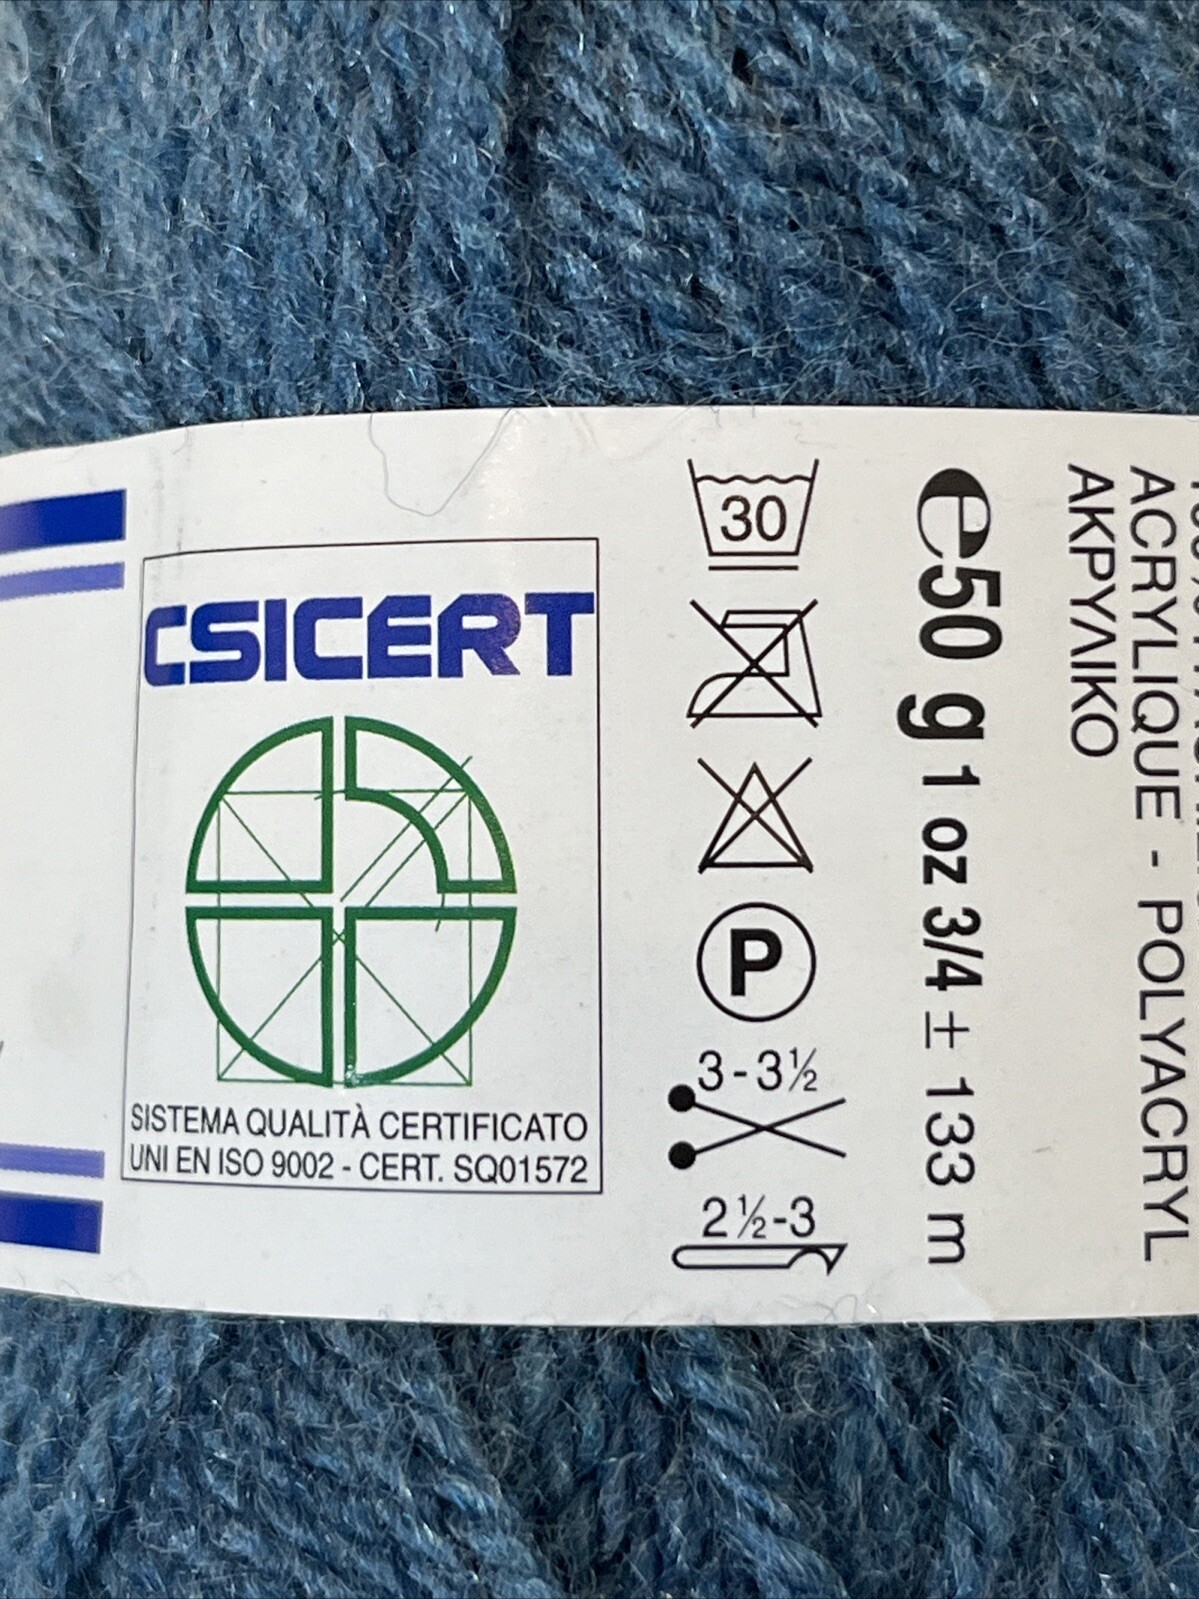 CSICERT
SISTEMA QUALITÀ CERTIFICATO
UNI EN ISO 9002 - CERT. SQ01572
30
P
3-3½
2½-3
℮50 g 1 oz 3/4 ± 133 m
ACRYLIQUE - POLYACRYL
ΑΚΡΥΛΙΚΟ